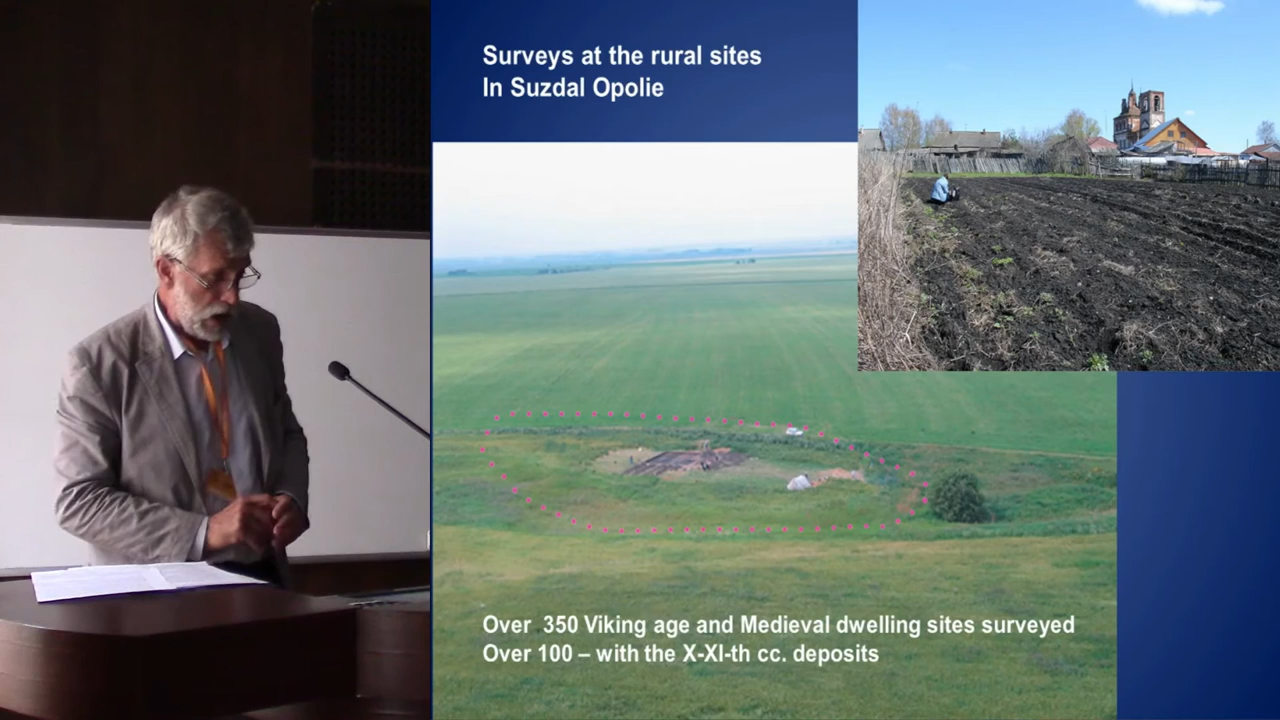 Surveys at the rural sites
In Suzdal Opolie
Over 350 Viking age and Medieval dwelling sites surveyed
Over 100 – with the X-XI-th cc. deposits